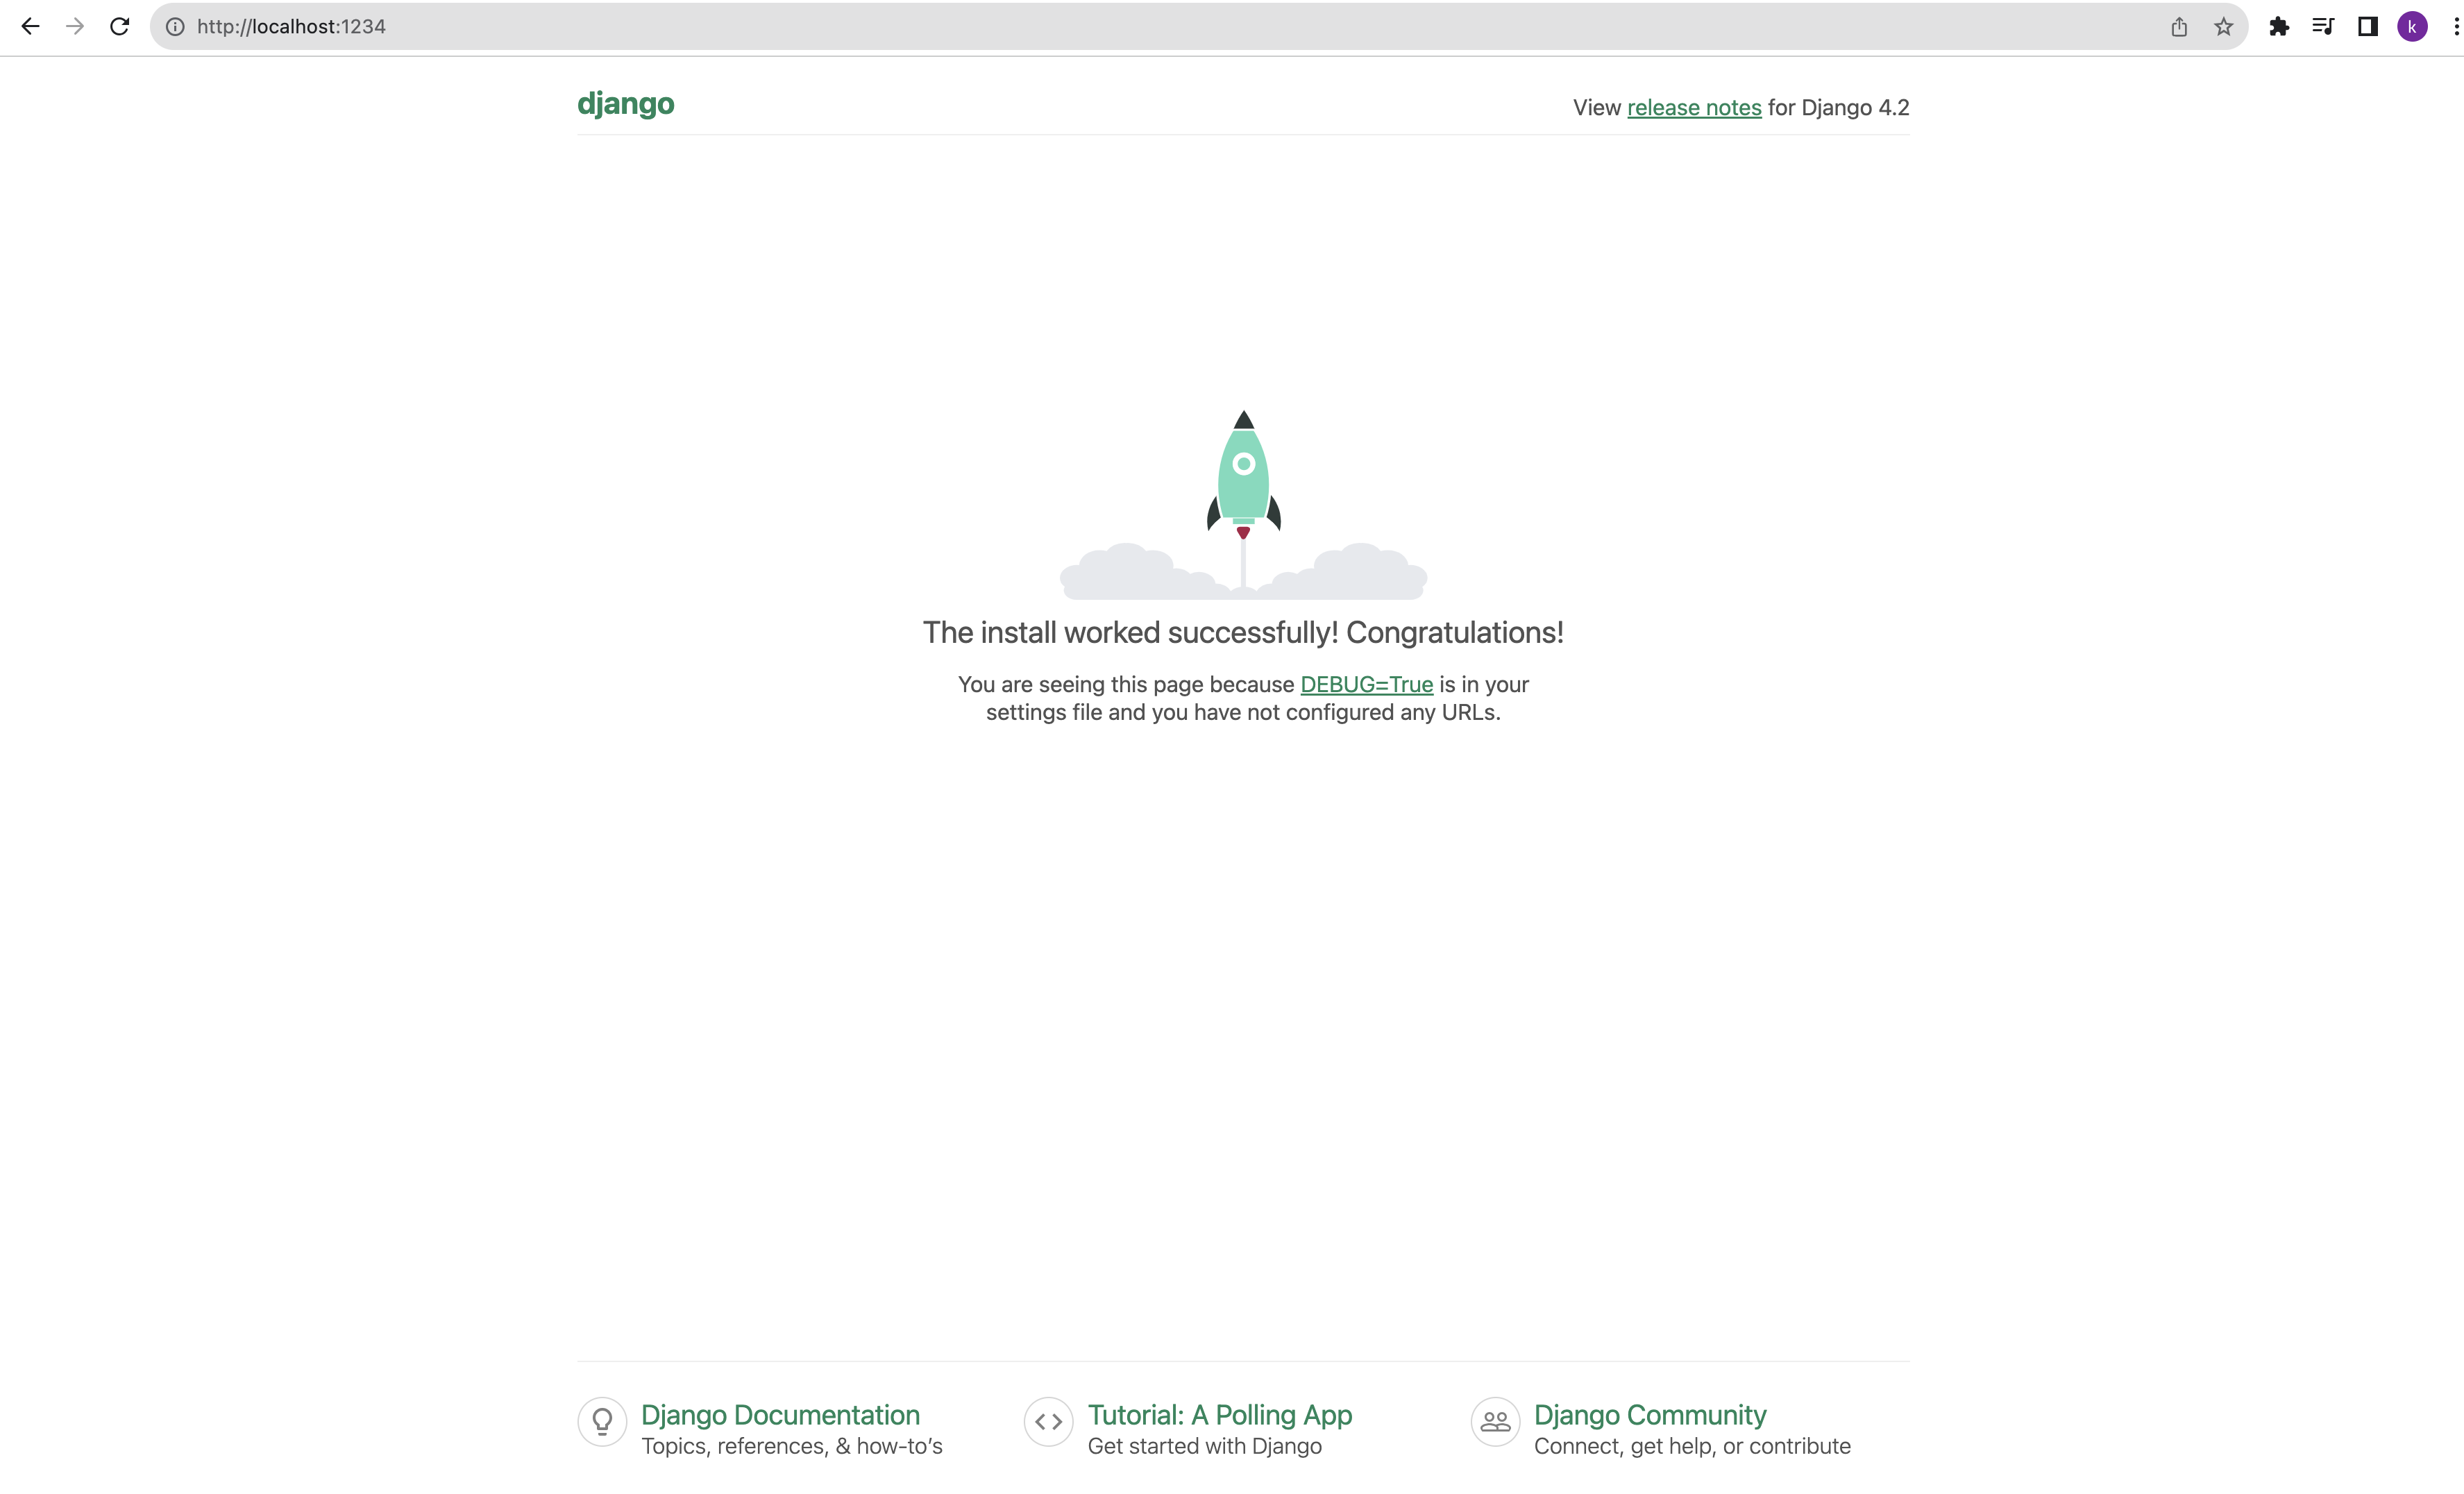 http://localhost:1234
k
django
View release notes for Django 4.2
The install worked successfully! Congratulations!
You are seeing this page because DEBUG=True is in your
settings file and you have not configured any URLs.
Django Documentation
Topics, references, & how-to’s
Tutorial: A Polling App
Get started with Django
Django Community
Connect, get help, or contribute